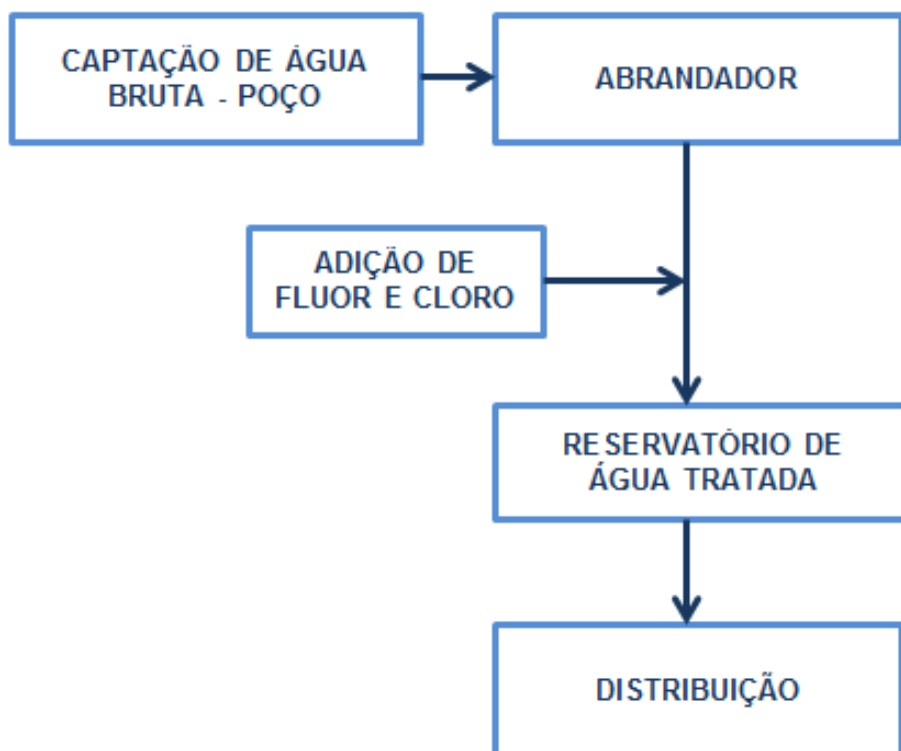 CAPTAÇÃO DE ÁGUA
BRUTA - POÇO
ABRANDADOR
ADIÇÃO DE
FLUOR E CLORO
RESERVATÓRIO DE
ÁGUA TRATADA
DISTRIBUIÇÃO